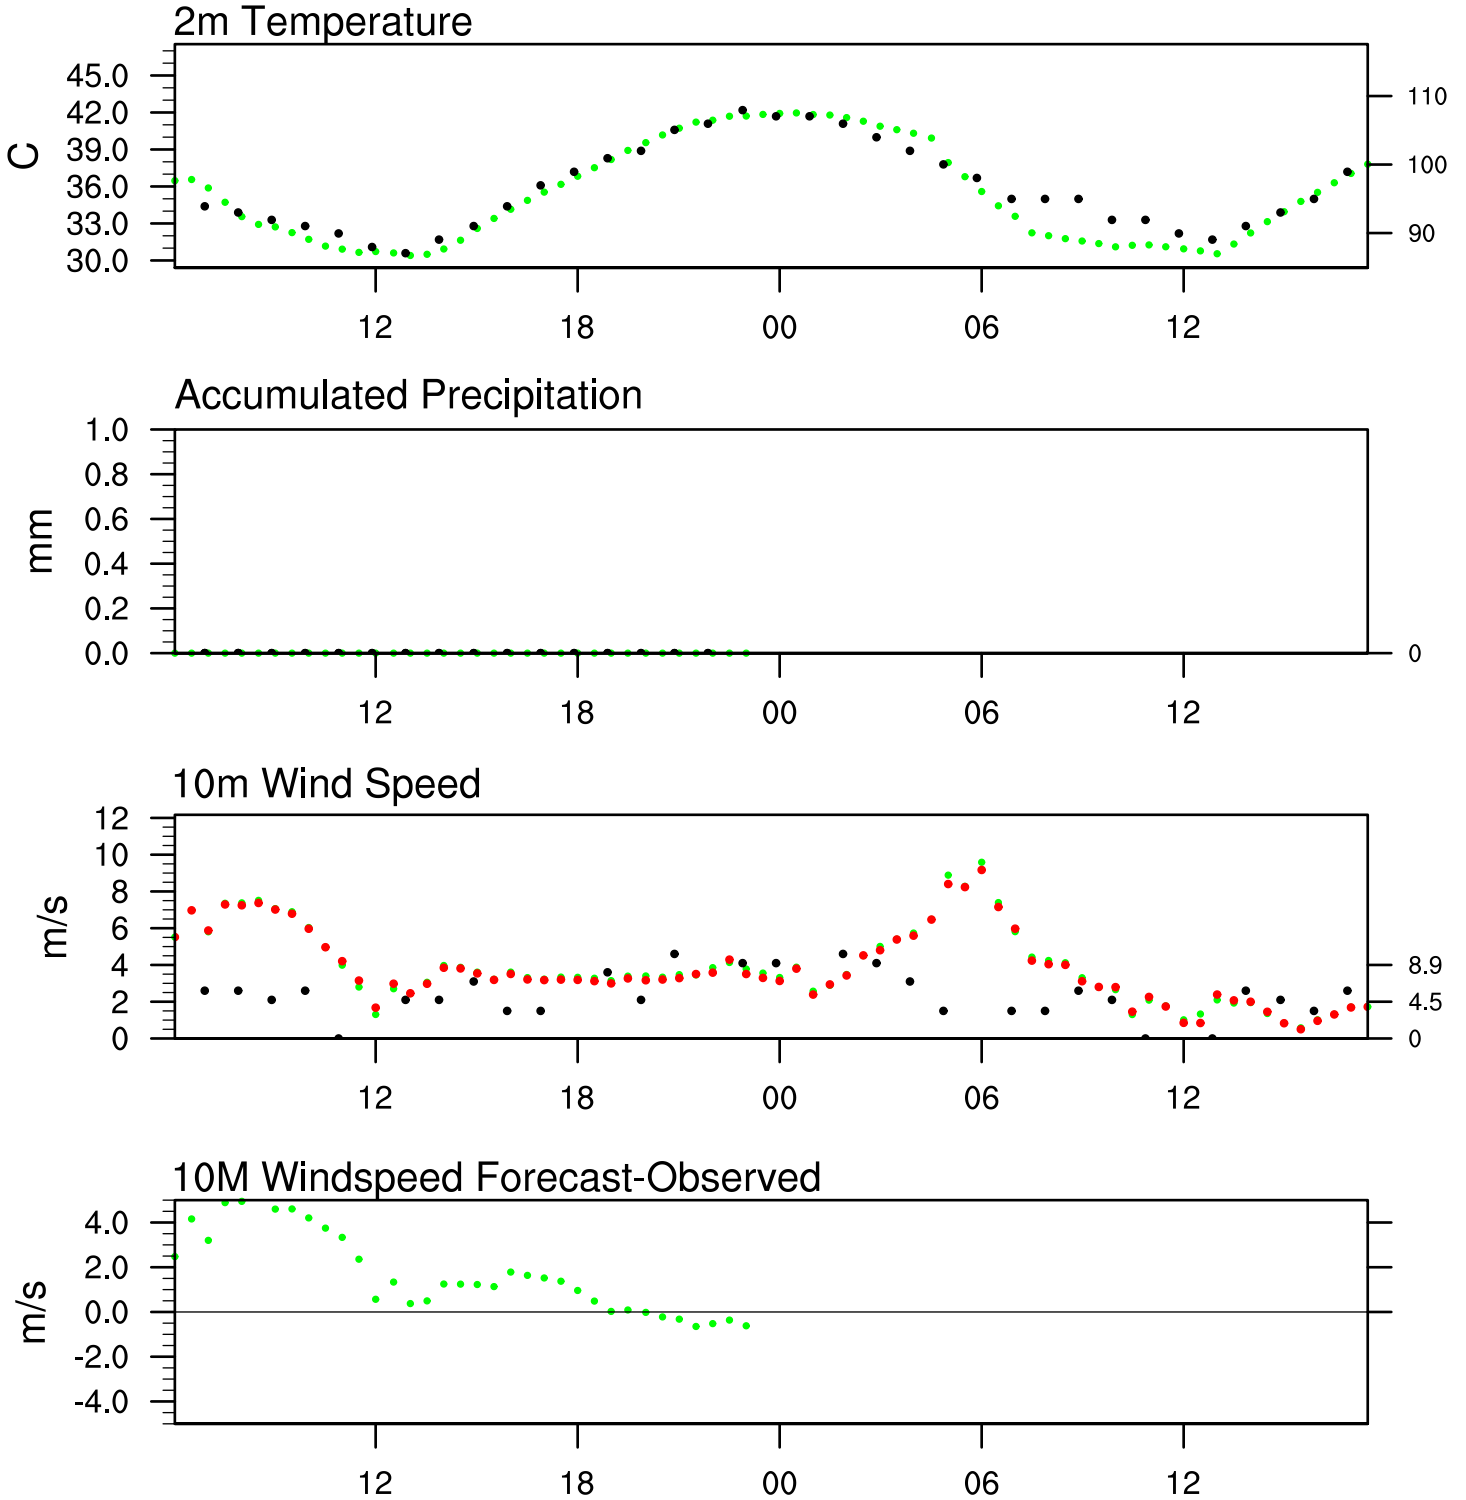 2m Temperature
45.0
42.0
39.0
36.0
33.0
30.0
C
110
100
90
12 18 00 06 12
Accumulated Precipitation
1.0
0.8
0.6
0.4
0.2
0.0
mm
0
12 18 00 06 12
10m Wind Speed
12
10
8
6
4
2
0
m/s
8.9
4.5
0
12 18 00 06 12
10M Windspeed Forecast-Observed
4.0
2.0
0.0
-2.0
-4.0
m/s
12 18 00 06 12